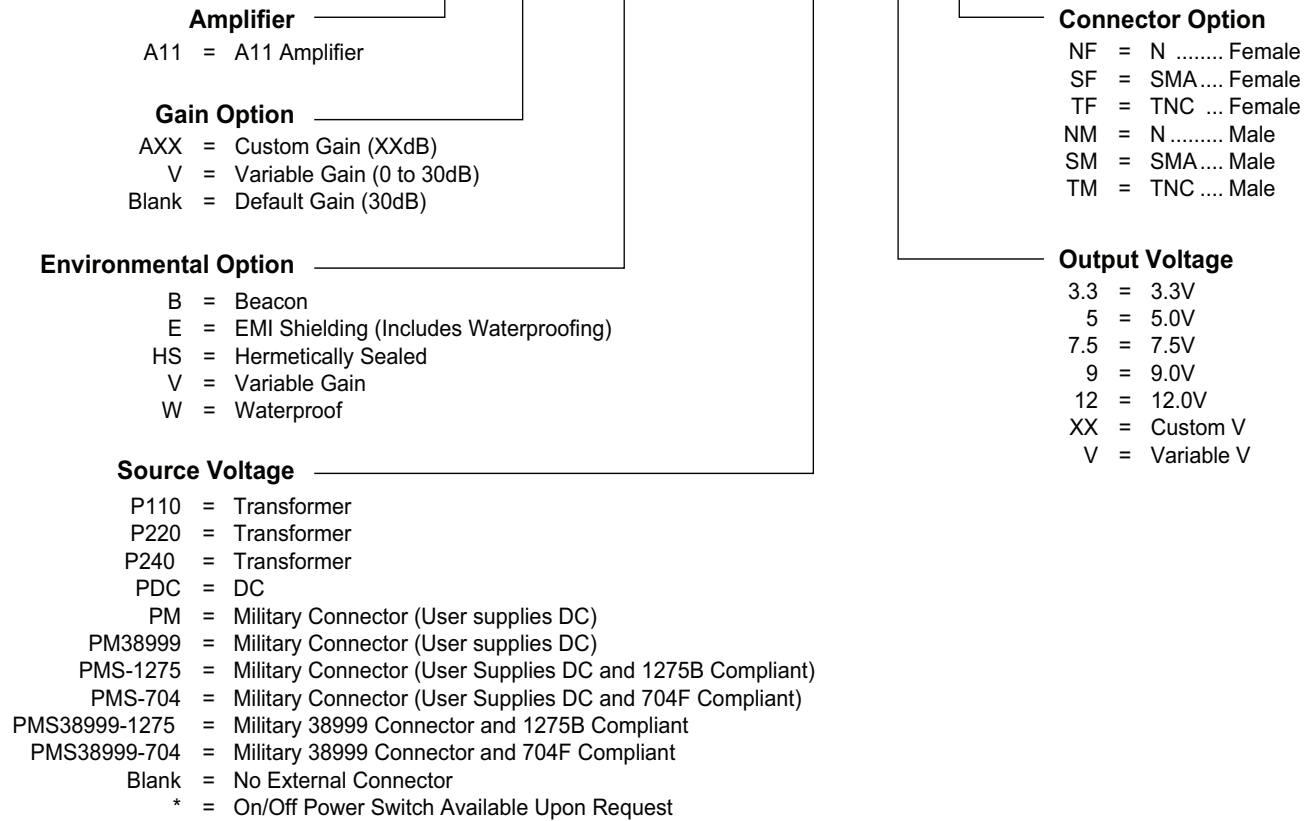 Amplifier
A11 = A11 Amplifier
Gain Option
AXX = Custom Gain (XXdB)
V = Variable Gain (0 to 30dB)
Blank = Default Gain (30dB)
Environmental Option
B = Beacon
E = EMI Shielding (Includes Waterproofing)
HS = Hermetically Sealed
V = Variable Gain
W = Waterproof
Source Voltage
P110 = Transformer
P220 = Transformer
P240 = Transformer
PDC = DC
PM = Military Connector (User supplies DC)
PM38999 = Military Connector (User supplies DC)
PMS-1275 = Military Connector (User Supplies DC and 1275B Compliant)
PMS-704 = Military Connector (User Supplies DC and 704F Compliant)
PMS38999-1275 = Military 38999 Connector and 1275B Compliant
PMS38999-704 = Military 38999 Connector and 704F Compliant
Blank = No External Connector
* = On/Off Power Switch Available Upon Request
Connector Option
NF = N ........ Female
SF = SMA.... Female
TF = TNC ... Female
NM = N ......... Male
SM = SMA.... Male
TM = TNC .... Male
Output Voltage
3.3 = 3.3V
5 = 5.0V
7.5 = 7.5V
9 = 9.0V
12 = 12.0V
XX = Custom V
V = Variable V